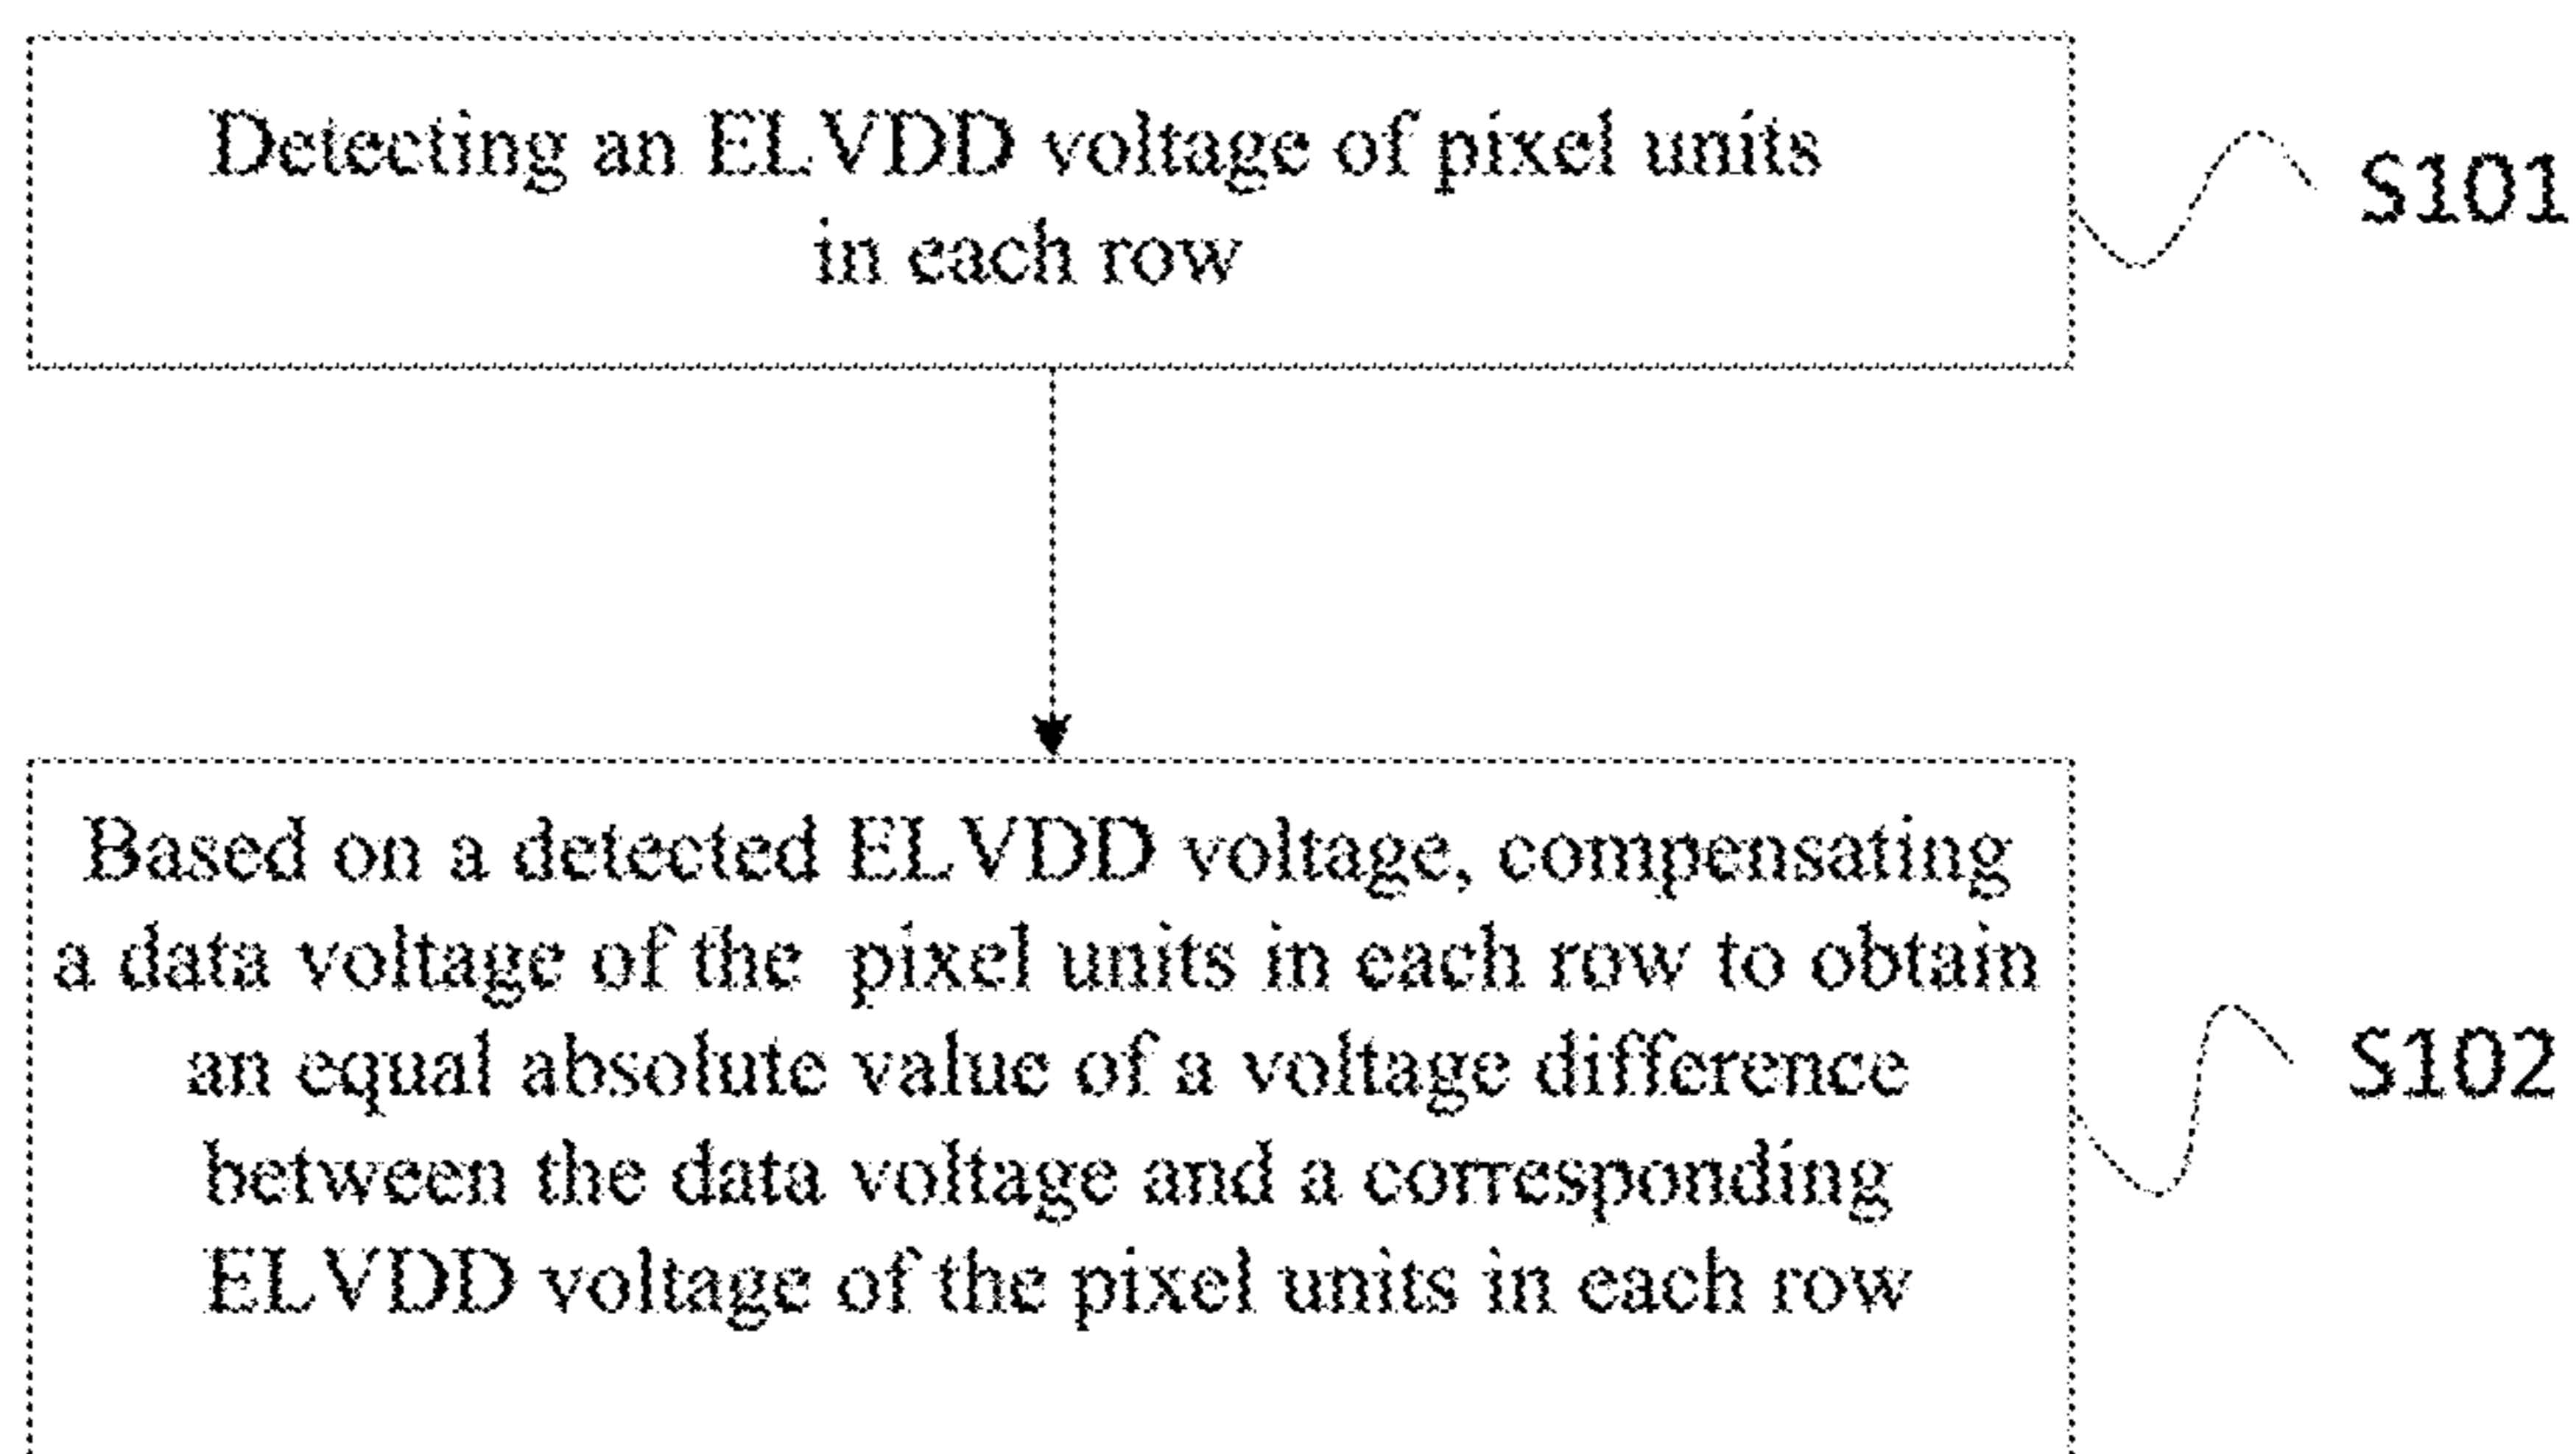 Detecting an ELVDD voltage of pixel units
in each row
S101
Based on a detected ELVDD voltage, compensating
a data voltage of the pixel units in each row to obtain
an equal absolute value of a voltage difference
between the data voltage and a corresponding
ELVDD voltage of the pixel units in each row
S102